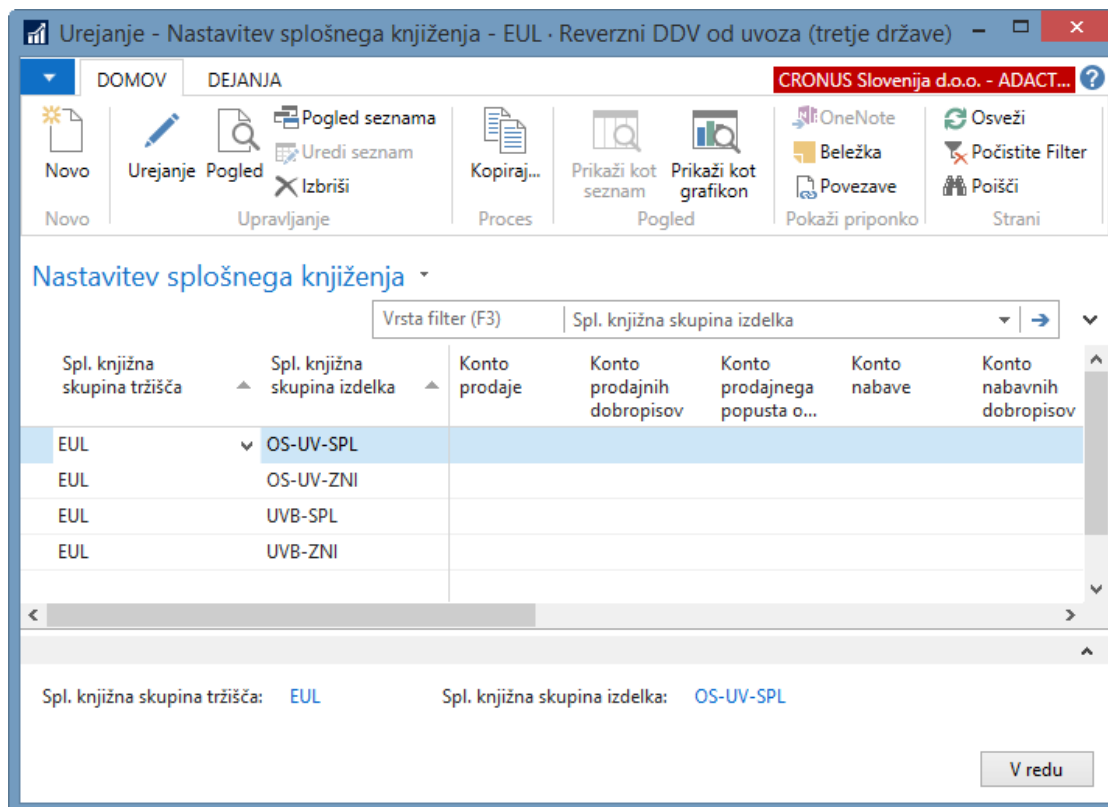 Urejanje - Nastavitev splošnega knjiženja - EUL · Reverzni DDV od uvoza (tretje države)
DOMOV DEJANJA CRONUS Slovenija d.o.o. - ADACT... ?
Novo
Urejanje
Pogled
Pogled seznama
Uredi seznam
Izbriši
Kopiraj...
Prikaži kot seznam
Prikaži kot grafikon
OneNote
Beležka
Povezave
Osveži
Počistite Filter
Poišči
Novo Upravljanje Proces Pogled Pokaži priponko Strani
Nastavitev splošnega knjiženja
Vrsta filter (F3) Spl. knjižna skupina izdelka
Spl. knjižna skupina tržišča
Spl. knjižna skupina izdelka
Konto prodaje
Konto prodajnih dobropisov
Konto prodajnega popusta o...
Konto nabave
Konto nabavnih dobropisov
EUL OS-UV-SPL
EUL OS-UV-ZNI
EUL UVB-SPL
EUL UVB-ZNI
Spl. knjižna skupina tržišča: EUL Spl. knjižna skupina izdelka: OS-UV-SPL
V redu